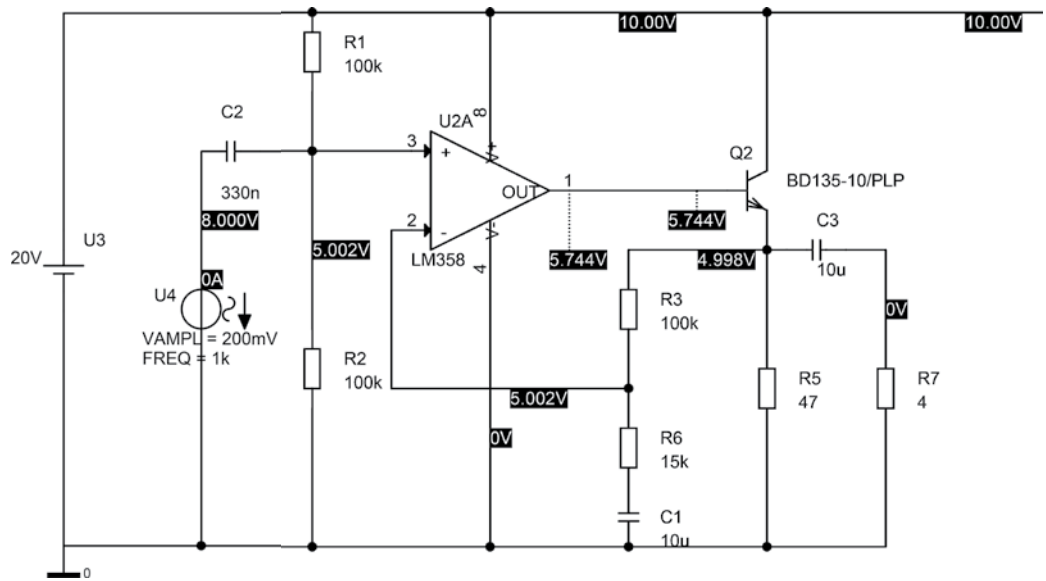 10.00V
10.00V
R1
100k
C2
330n
8.000V
U2A
8
3
+
V+
OUT
1
2
-
V-
LM358
4
5.002V
5.744V
5.744V
Q2
BD135-10/PLP
C3
10u
4.998V
U3
20V
0A
U4
VAMPL = 200mV
FREQ = 1k
R2
100k
R3
100k
0V
5.002V
0V
R5
47
R7
4
R6
15k
C1
10u
0